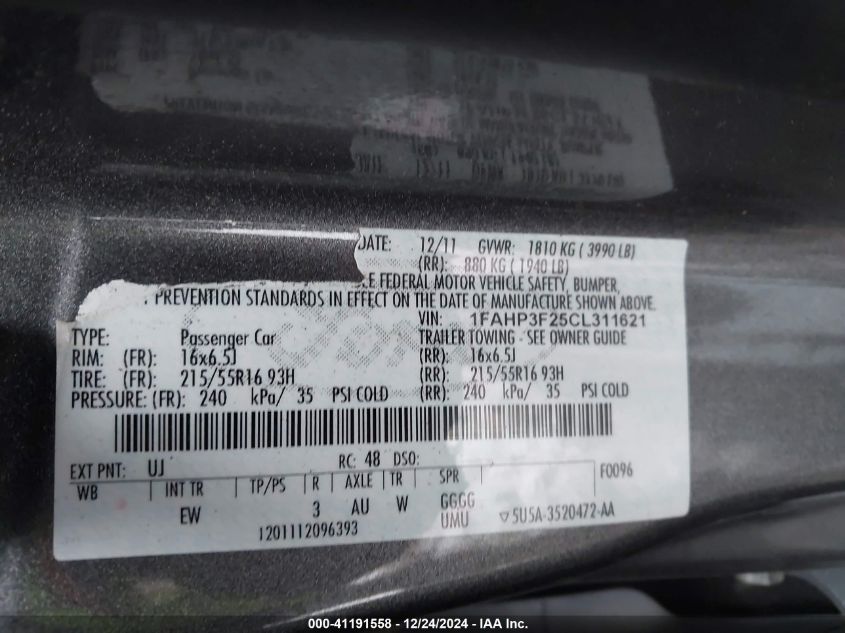 DATE: 12/11 GVWR: 1810 KG ( 3990 LB)
(RR): 880 KG ( 1940 LB)
FEDERAL MOTOR VEHICLE SAFETY, BUMPER,
PREVENTION STANDARDS IN EFFECT ON THE DATE OF MANUFACTURE SHOWN ABOVE.
VIN: 1FAHP3F25CL311621
TYPE: Passenger Car TRAILER TOWING - SEE OWNER GUIDE
RIM: (FR): 16x6.5J (RR): 16x6.5J
TIRE: (FR): 215/55R16 93H (RR): 215/55R16 93H
PRESSURE: (FR): 240 kPa/ 35 PSI COLD (RR): 240 kPa/ 35 PSI COLD
EXT PNT: UJ RC: 48 DSO: F0096
WB INT TR TP/PS R AXLE TR SPR
EW 3 AU W GGGG
UMU
1201112096393 ▽5U5A-3520472-AA
000-41191558 - 12/24/2024 - IAA Inc.